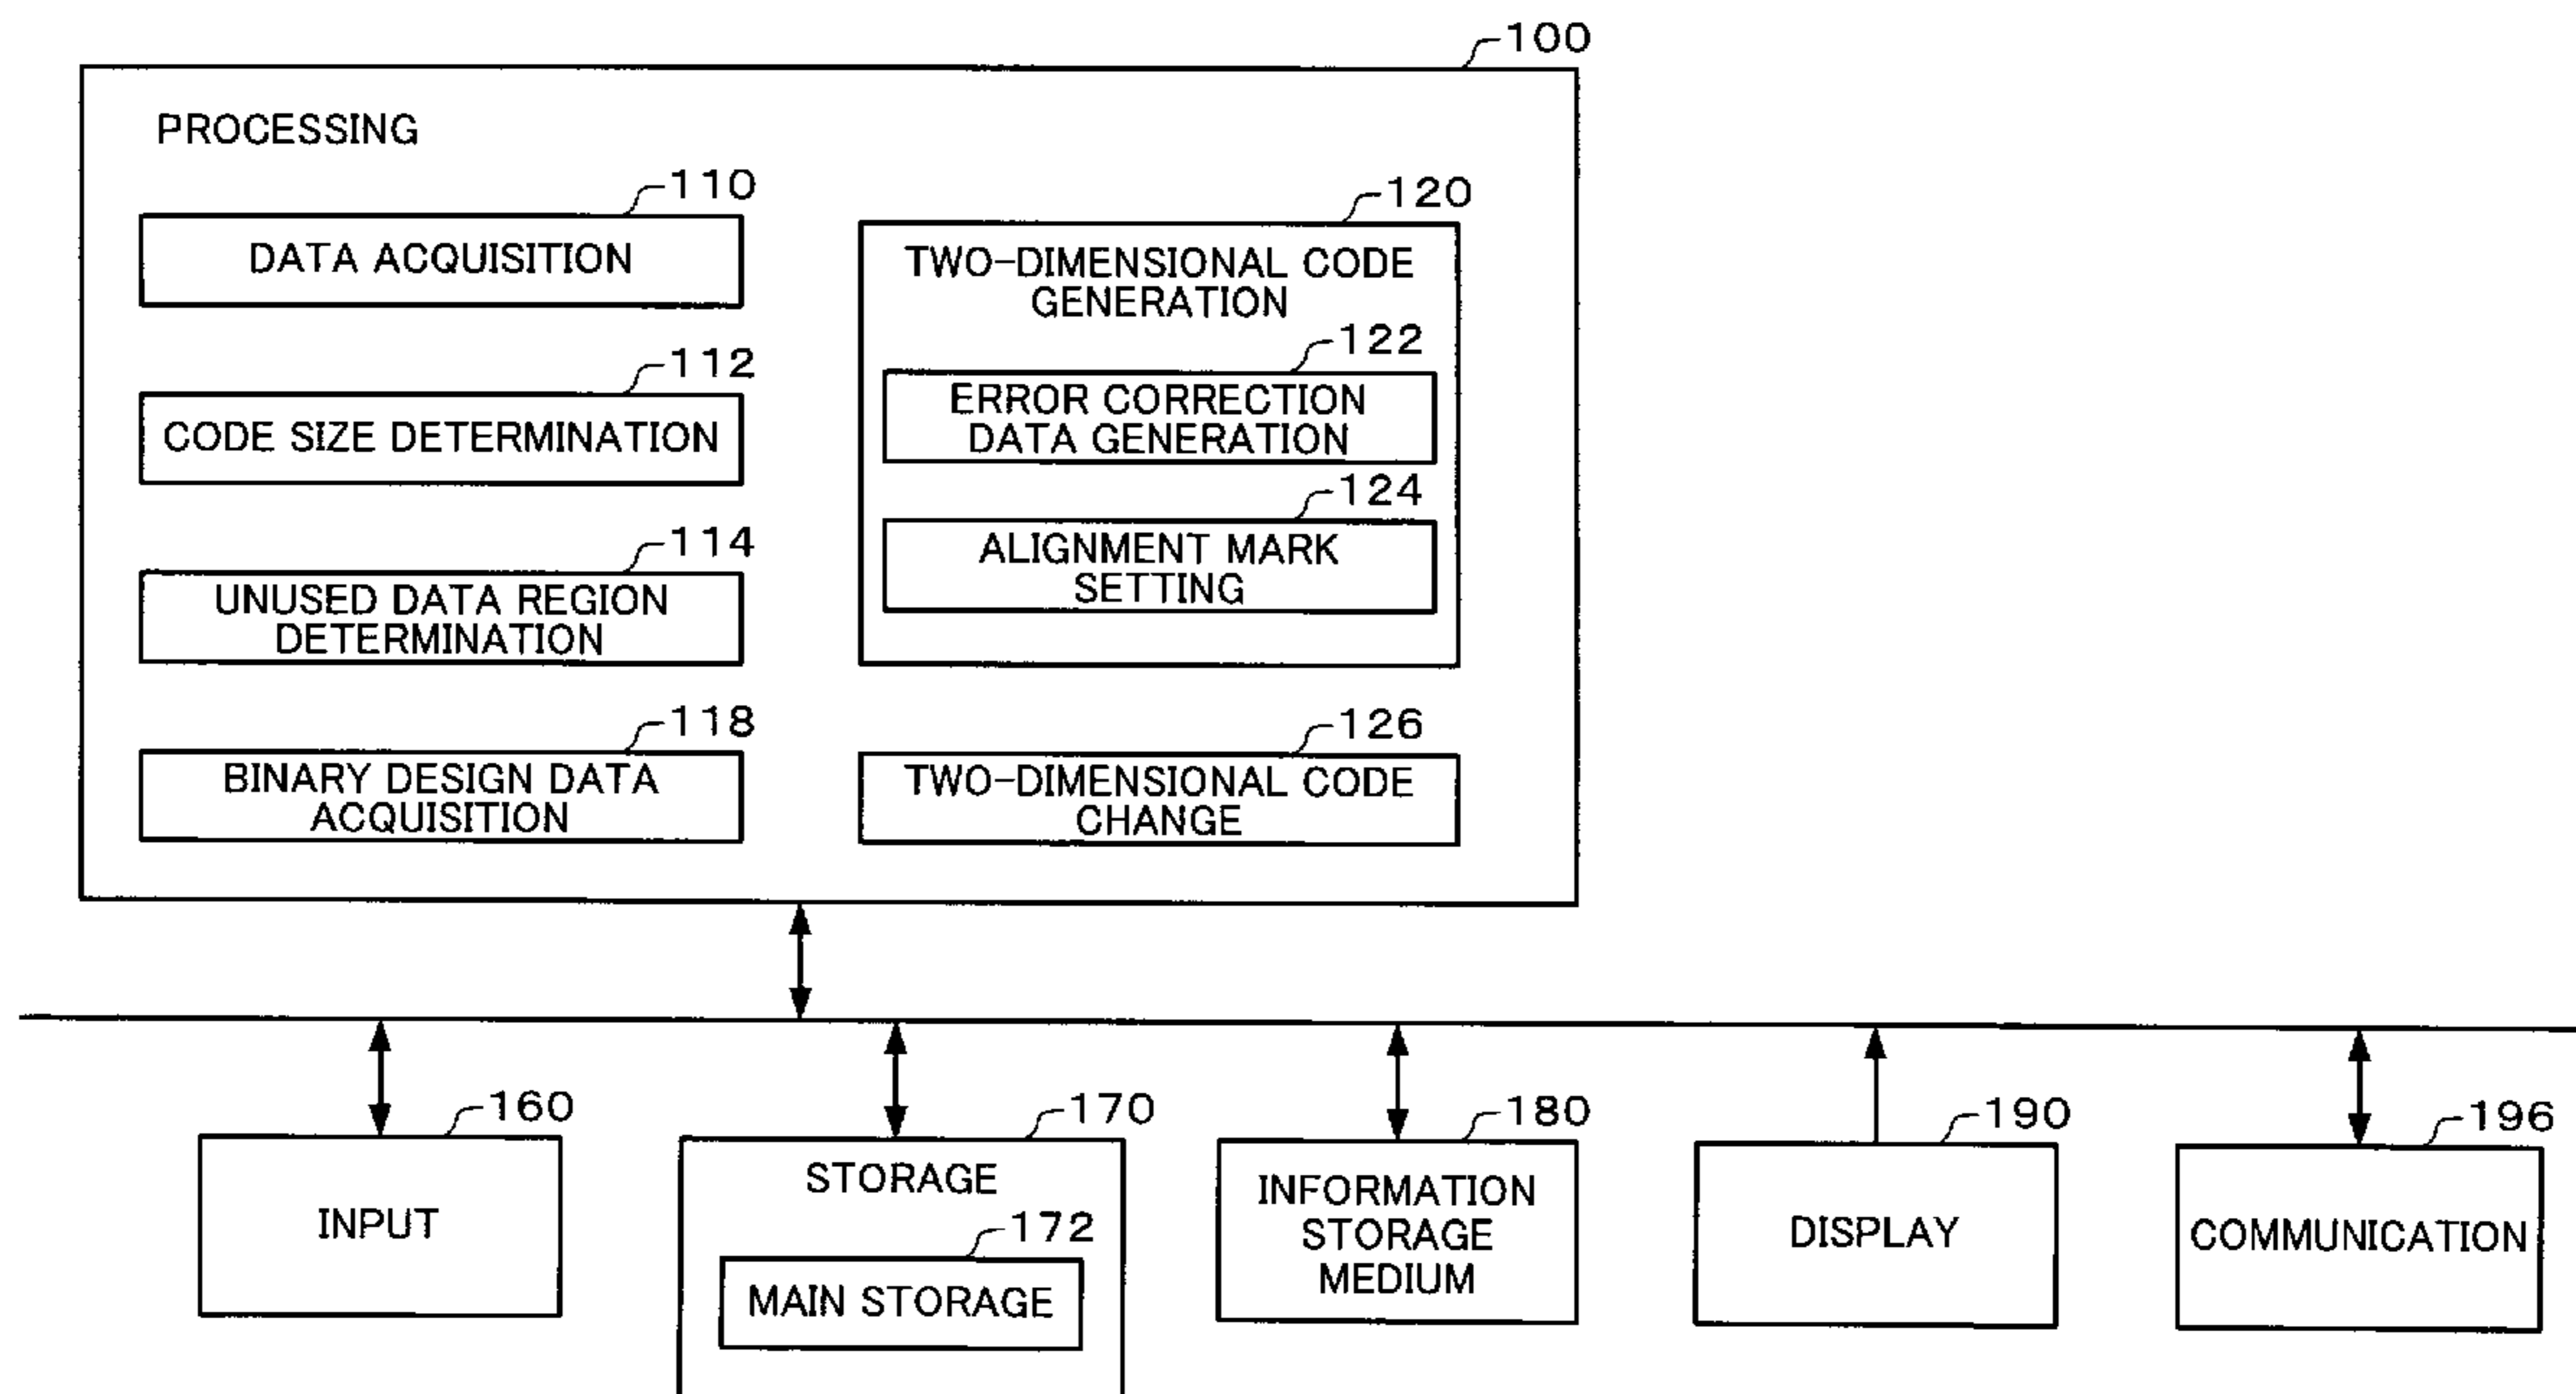 100
PROCESSING
110
DATA ACQUISITION
112
CODE SIZE DETERMINATION
114
UNUSED DATA REGION
DETERMINATION
118
BINARY DESIGN DATA
ACQUISITION
120
TWO-DIMENSIONAL CODE
GENERATION
122
ERROR CORRECTION
DATA GENERATION
124
ALIGNMENT MARK
SETTING
126
TWO-DIMENSIONAL CODE
CHANGE
160
INPUT
170
STORAGE
172
MAIN STORAGE
180
INFORMATION
STORAGE
MEDIUM
190
DISPLAY
196
COMMUNICATION